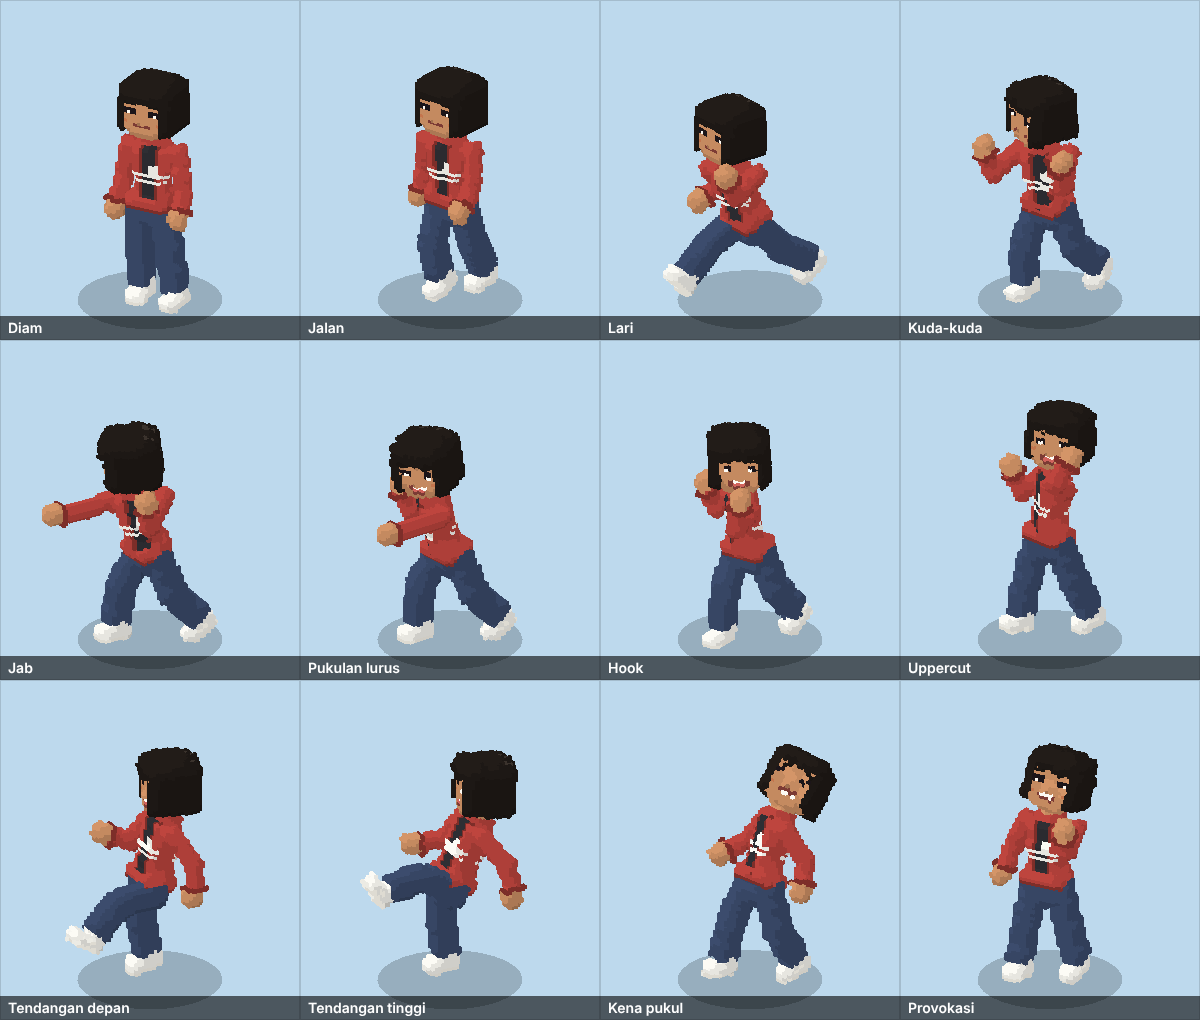 Diam
Jalan
Lari
Kuda-kuda
Jab
Pukulan lurus
Hook
Uppercut
Tendangan depan
Tendangan tinggi
Kena pukul
Provokasi